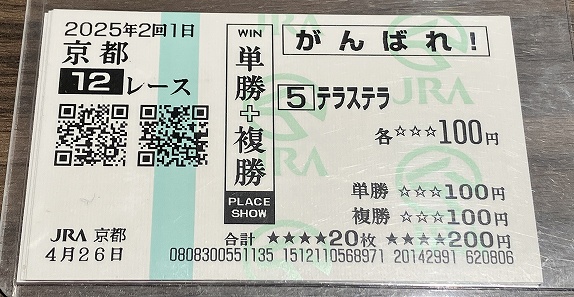 2025年2回1日
京都
12レース
JRA 京都
4月26日
WIN
単勝+複勝
PLACE
SHOW
がんばれ!
5 テラステラ
各☆☆☆100円
単勝 ☆☆☆100円
複勝 ☆☆☆100円
合計 ★★★★20枚 ★★★★200円
0808300551135 1512110568971 20142991 620806
JRA
JRA